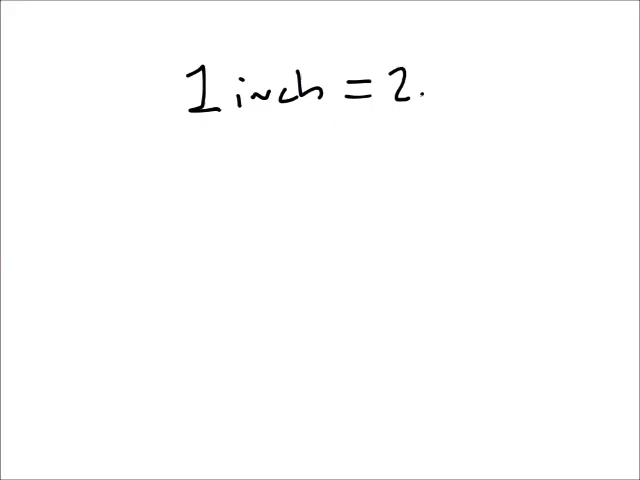 1 inch = 2.